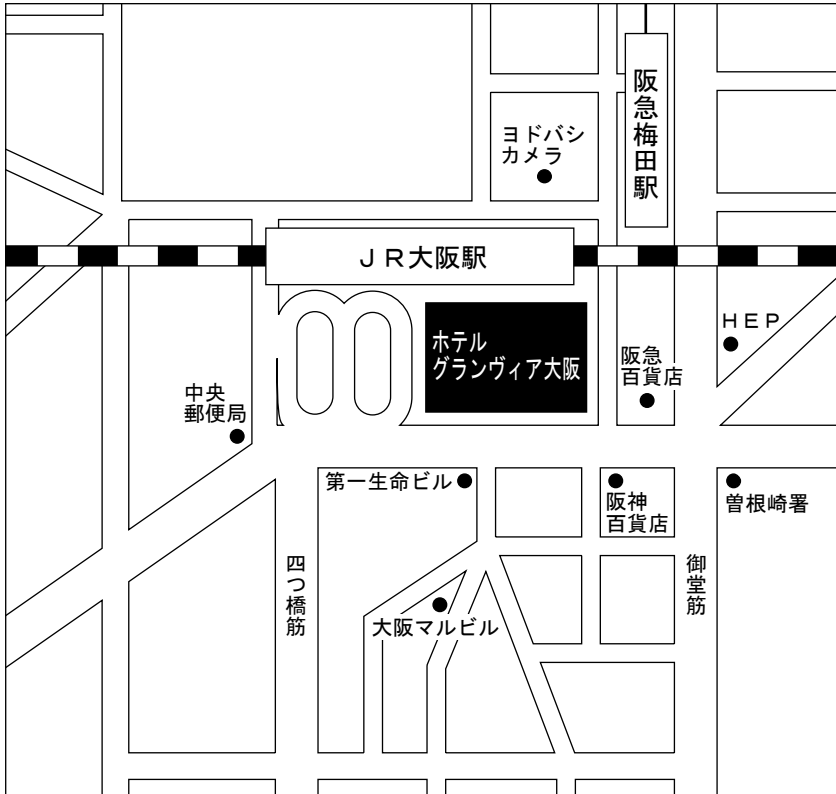 阪急梅田駅
ヨドバシ
カメラ
ＪＲ大阪駅
ホテル
グランヴィア大阪
ＨＥＰ
阪急
百貨店
中央
郵便局
第一生命ビル
阪神
百貨店
曽根崎署
四つ橋筋
御堂筋
大阪マルビル